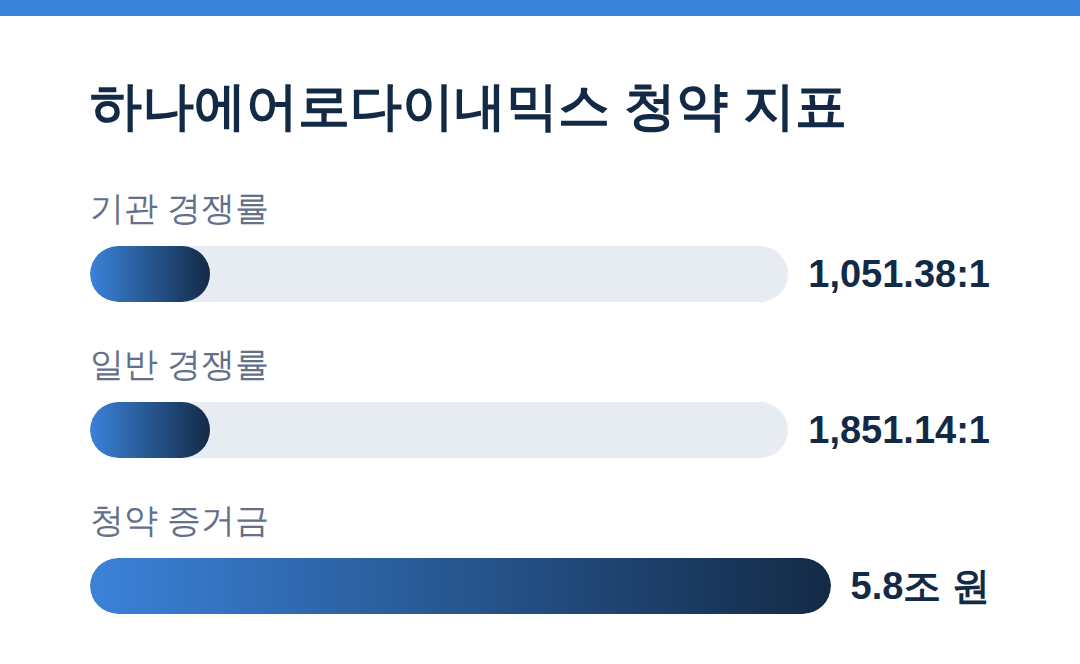 하나에어로다이내믹스 청약 지표
기관 경쟁률
1,051.38:1
일반 경쟁률
1,851.14:1
청약 증거금
5.8조 원